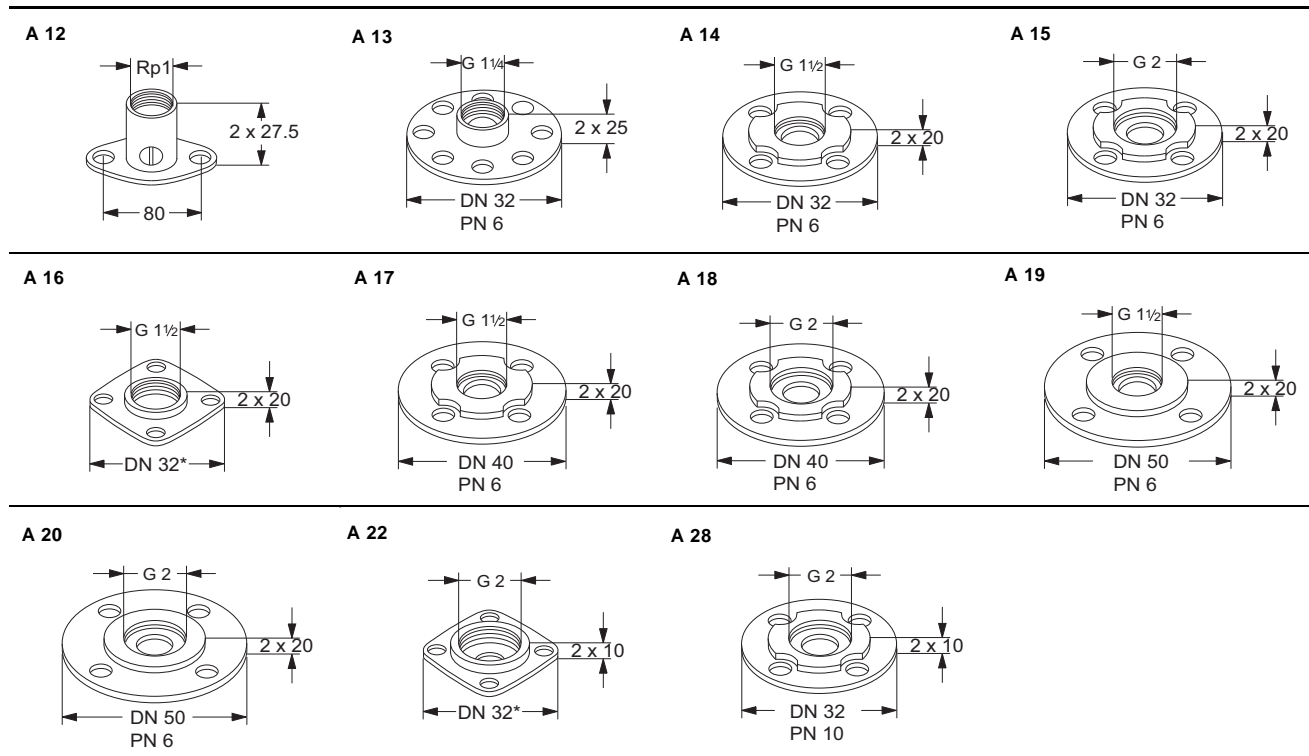 A 12
A 13
A 14
A 15
Rp1
G 1¼
G 1½
G 2
2 x 27.5
2 x 25
2 x 20
2 x 20
80
DN 32
PN 6
DN 32
PN 6
DN 32
PN 6
A 16
A 17
A 18
A 19
G 1½
G 1½
G 2
G 1½
2 x 20
2 x 20
2 x 20
2 x 20
DN 32*
DN 40
PN 6
DN 40
PN 6
DN 50
PN 6
A 20
A 22
A 28
G 2
G 2
G 2
2 x 20
2 x 10
2 x 10
DN 50
PN 6
DN 32*
DN 32
PN 10